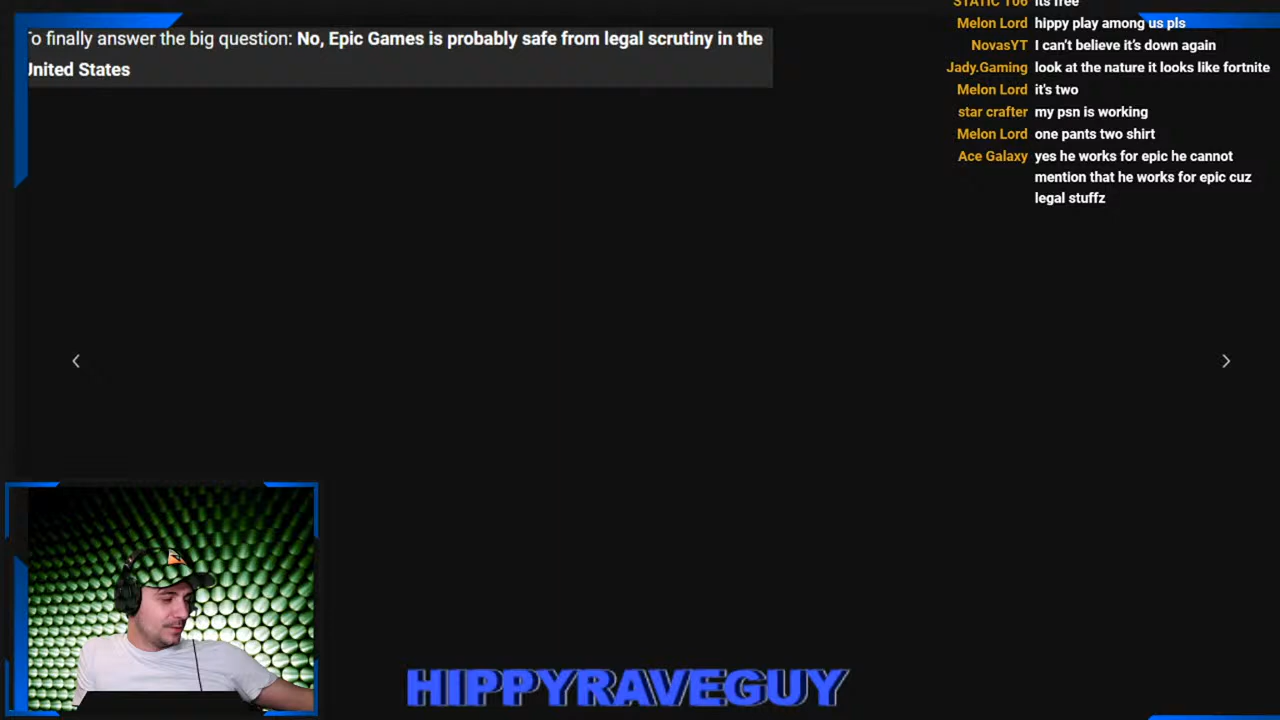 To finally answer the big question: No, Epic Games is probably safe from legal scrutiny in the
United States
STATIC T06 its free
Melon Lord hippy play among us pls
NovasYT I can't believe it's down again
Jady.Gaming look at the nature it looks like fortnite
Melon Lord it's two
star crafter my psn is working
Melon Lord one pants two shirt
Ace Galaxy yes he works for epic he cannot
mention that he works for epic cuz
legal stuffz
HIPPYRAVEGUY